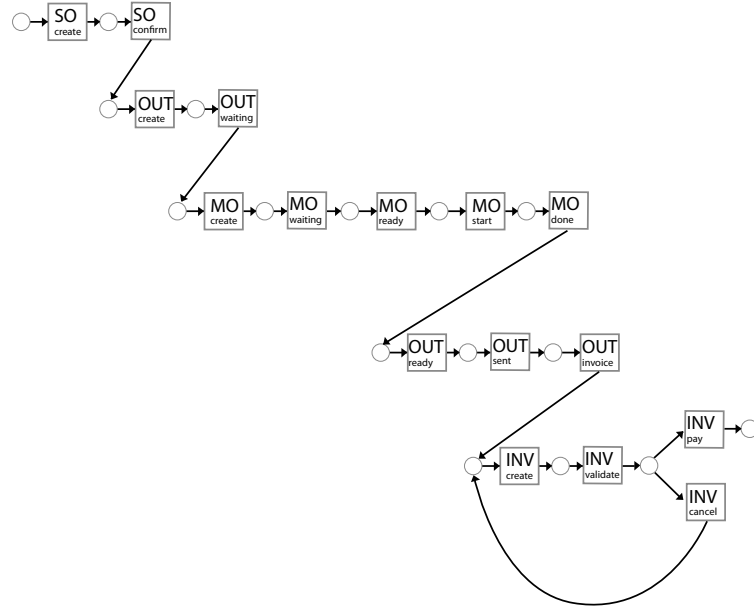 SO
create
SO
confirm
OUT
create
OUT
waiting
MO
create
MO
waiting
MO
ready
MO
start
MO
done
OUT
ready
OUT
sent
OUT
invoice
INV
pay
INV
create
INV
validate
INV
cancel